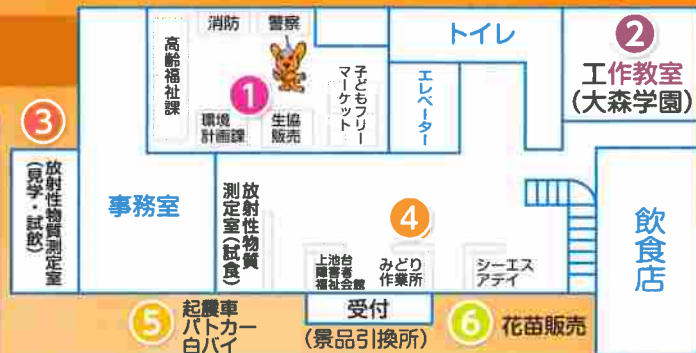 消防
警察
高齢福祉課
1
環境
計画課
生協
販売
子どもフリー
マーケット
トイレ
エレベーター
2
工作教室
(大森学園)
3
放射性物質測定室
(見学・試飲)
事務室
放射性物質
測定室(試食)
4
上池台
障害者
福祉会館
みどり
作業所
シーエス
アデイ
飲食店
5
起震車
パトカー
白バイ
受付
(景品引換所)
6
花苗販売